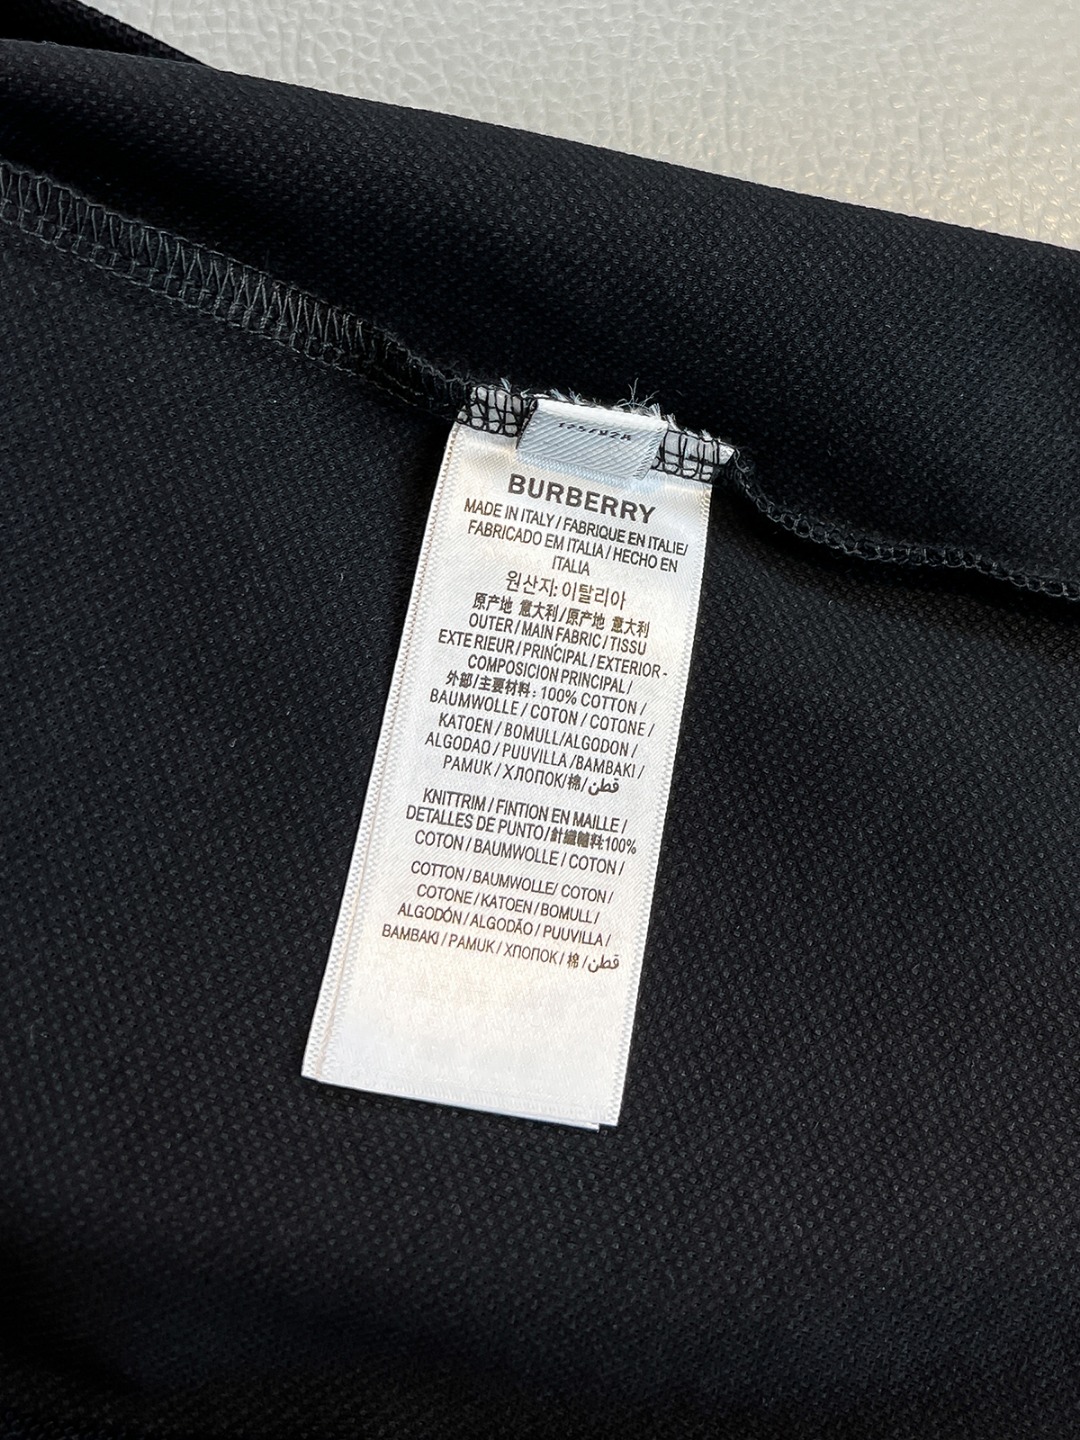 BURBERRY
MADE IN ITALY / FABRIQUE EN ITALIE/
FABRICADO EM ITALIA / HECHO EN
ITALIA
원산지: 이탈리아
原产地 意大利/原产地 意大利
OUTER / MAIN FABRIC / TISSU
EXTE RIEUR / PRINCIPAL / EXTERIOR-
COMPOSICION PRINCIPAL /
外部/主要材料: 100% COTTON /
BAUMWOLLE / COTON / COTONE /
KATOEN / BOMULL/ALGODON /
ALGODAO / PUUVILLA /BAMBAKI /
PAMUK / ХЛОПОК/棉/قطن
KNITTRIM / FINTION EN MAILLE /
DETALLES DE PUNTO/針織輔料:100%
COTON / BAUMWOLLE / COTON /
COTTON / BAUMWOLLE/ COTON /
COTONE / KATOEN / BOMULL /
ALGODÓN / ALGODÃO / PUUVILLA /
BAMBAKI / PAMUK / ХЛОПОК / 棉 /قطن